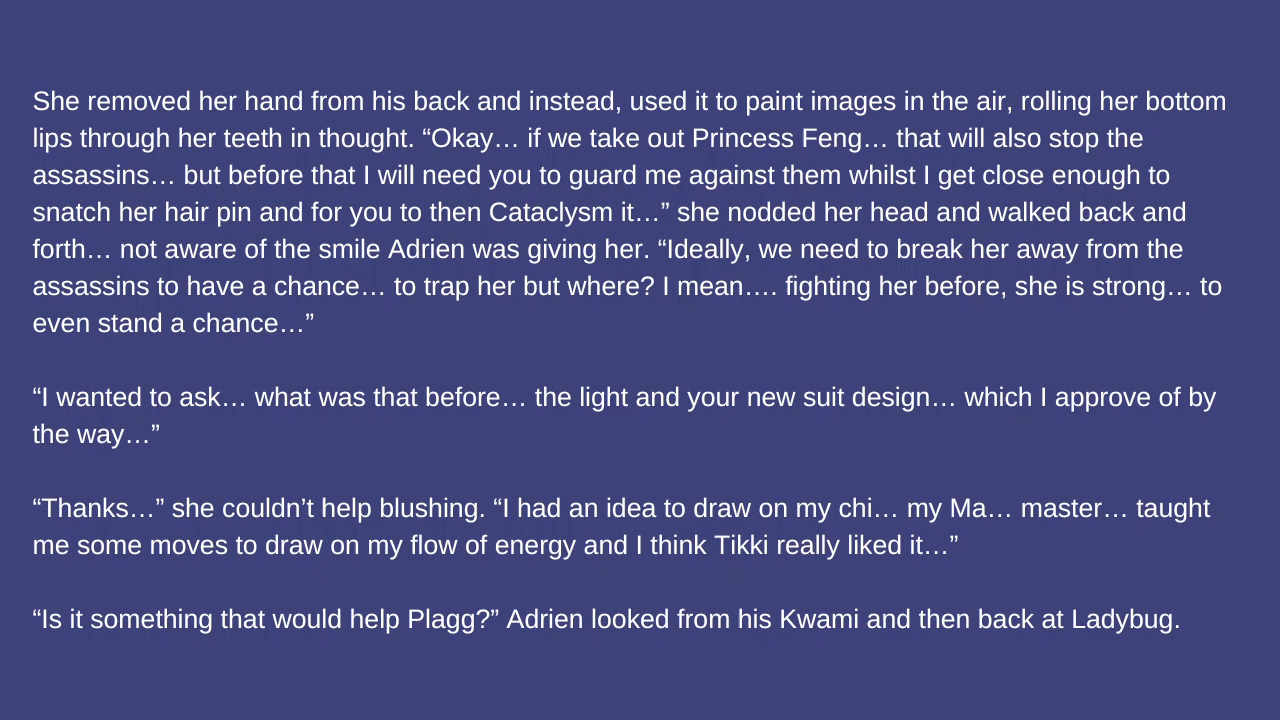 She removed her hand from his back and instead, used it to paint images in the air, rolling her bottom
lips through her teeth in thought. “Okay… if we take out Princess Feng… that will also stop the
assassins… but before that I will need you to guard me against them whilst I get close enough to
snatch her hair pin and for you to then Cataclysm it…” she nodded her head and walked back and
forth… not aware of the smile Adrien was giving her. “Ideally, we need to break her away from the
assassins to have a chance… to trap her but where? I mean…. fighting her before, she is strong… to
even stand a chance…”
“I wanted to ask… what was that before… the light and your new suit design… which I approve of by
the way…”
“Thanks…” she couldn’t help blushing. “I had an idea to draw on my chi… my Ma… master… taught
me some moves to draw on my flow of energy and I think Tikki really liked it…”
“Is it something that would help Plagg?” Adrien looked from his Kwami and then back at Ladybug.